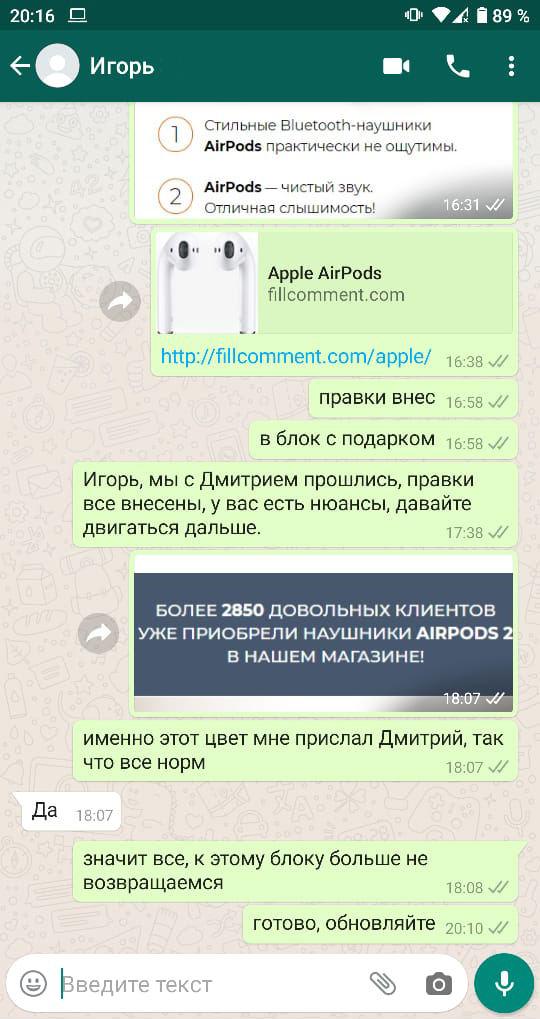 20:16
89 %
Игорь
1
Стильные Bluetooth-наушники
AirPods практически не ощутимы.
2
AirPods — чистый звук.
Отличная слышимость!
16:31
Apple AirPods
fillcomment.com
http://fillcomment.com/apple/
16:38
правки внес
16:58
в блок с подарком
16:58
Игорь, мы с Дмитрием прошлись, правки
все внесены, у вас есть нюансы, давайте
двигаться дальше.
17:38
БОЛЕЕ 2850 ДОВОЛЬНЫХ КЛИЕНТОВ
УЖЕ ПРИОБРЕЛИ НАУШНИКИ AIRPODS 2
В НАШЕМ МАГАЗИНЕ!
18:07
именно этот цвет мне прислал Дмитрий, так
что все норм
18:07
Да
18:07
значит все, к этому блоку больше не
возвращаемся
18:08
готово, обновляйте
20:10
Введите текст